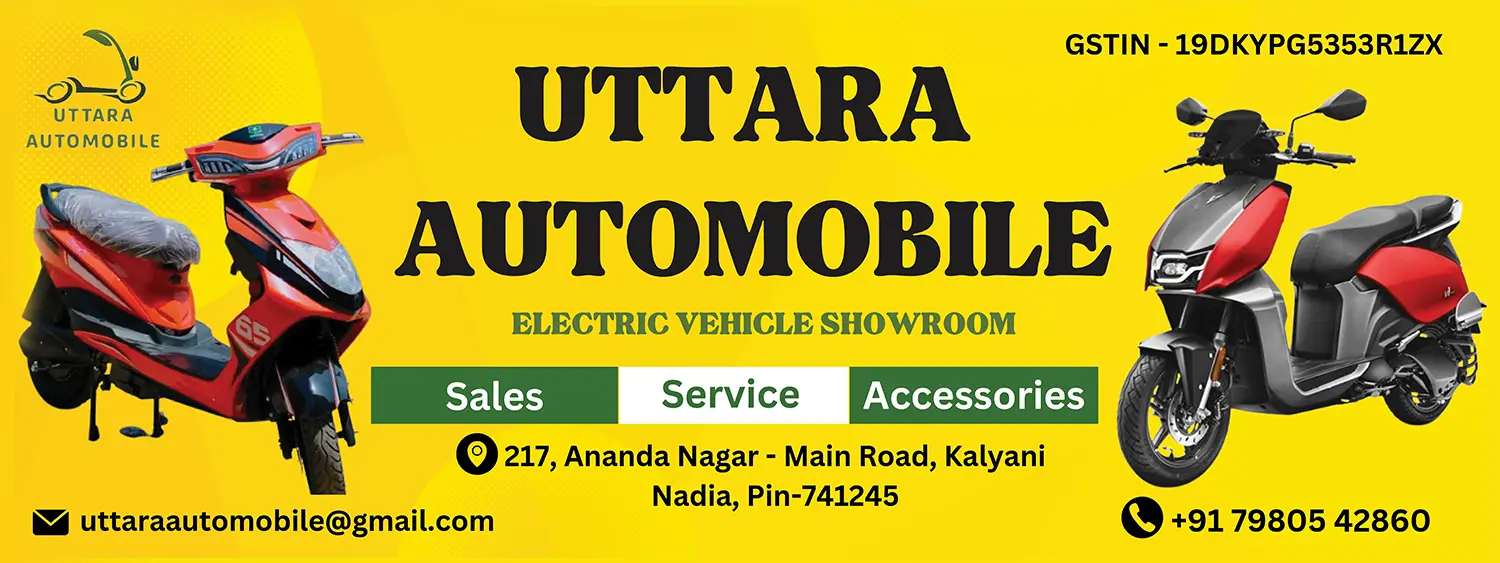 UTTARA
AUTOMOBILE
GSTIN - 19DKYPG5353R1ZX
UTTARA
AUTOMOBILE
ELECTRIC VEHICLE SHOWROOM
65
Sales
Service
Accessories
217, Ananda Nagar - Main Road, Kalyani
Nadia, Pin-741245
uttaraautomobile@gmail.com
+91 79805 42860